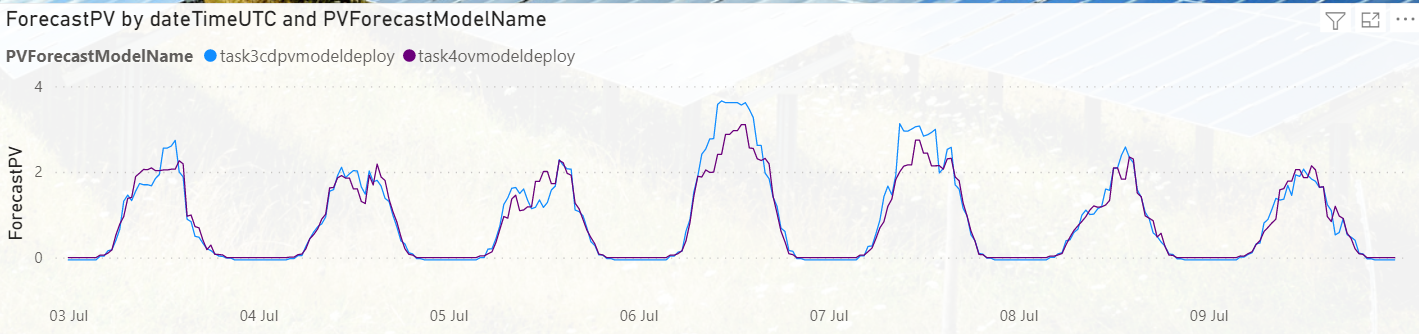 ForecastPV by dateTimeUTC and PVForecastModelName
PVForecastModelName task3cdpvmodeldeploy task4ovmodeldeploy
4
2
0
ForecastPV
03 Jul 04 Jul 05 Jul 06 Jul 07 Jul 08 Jul 09 Jul